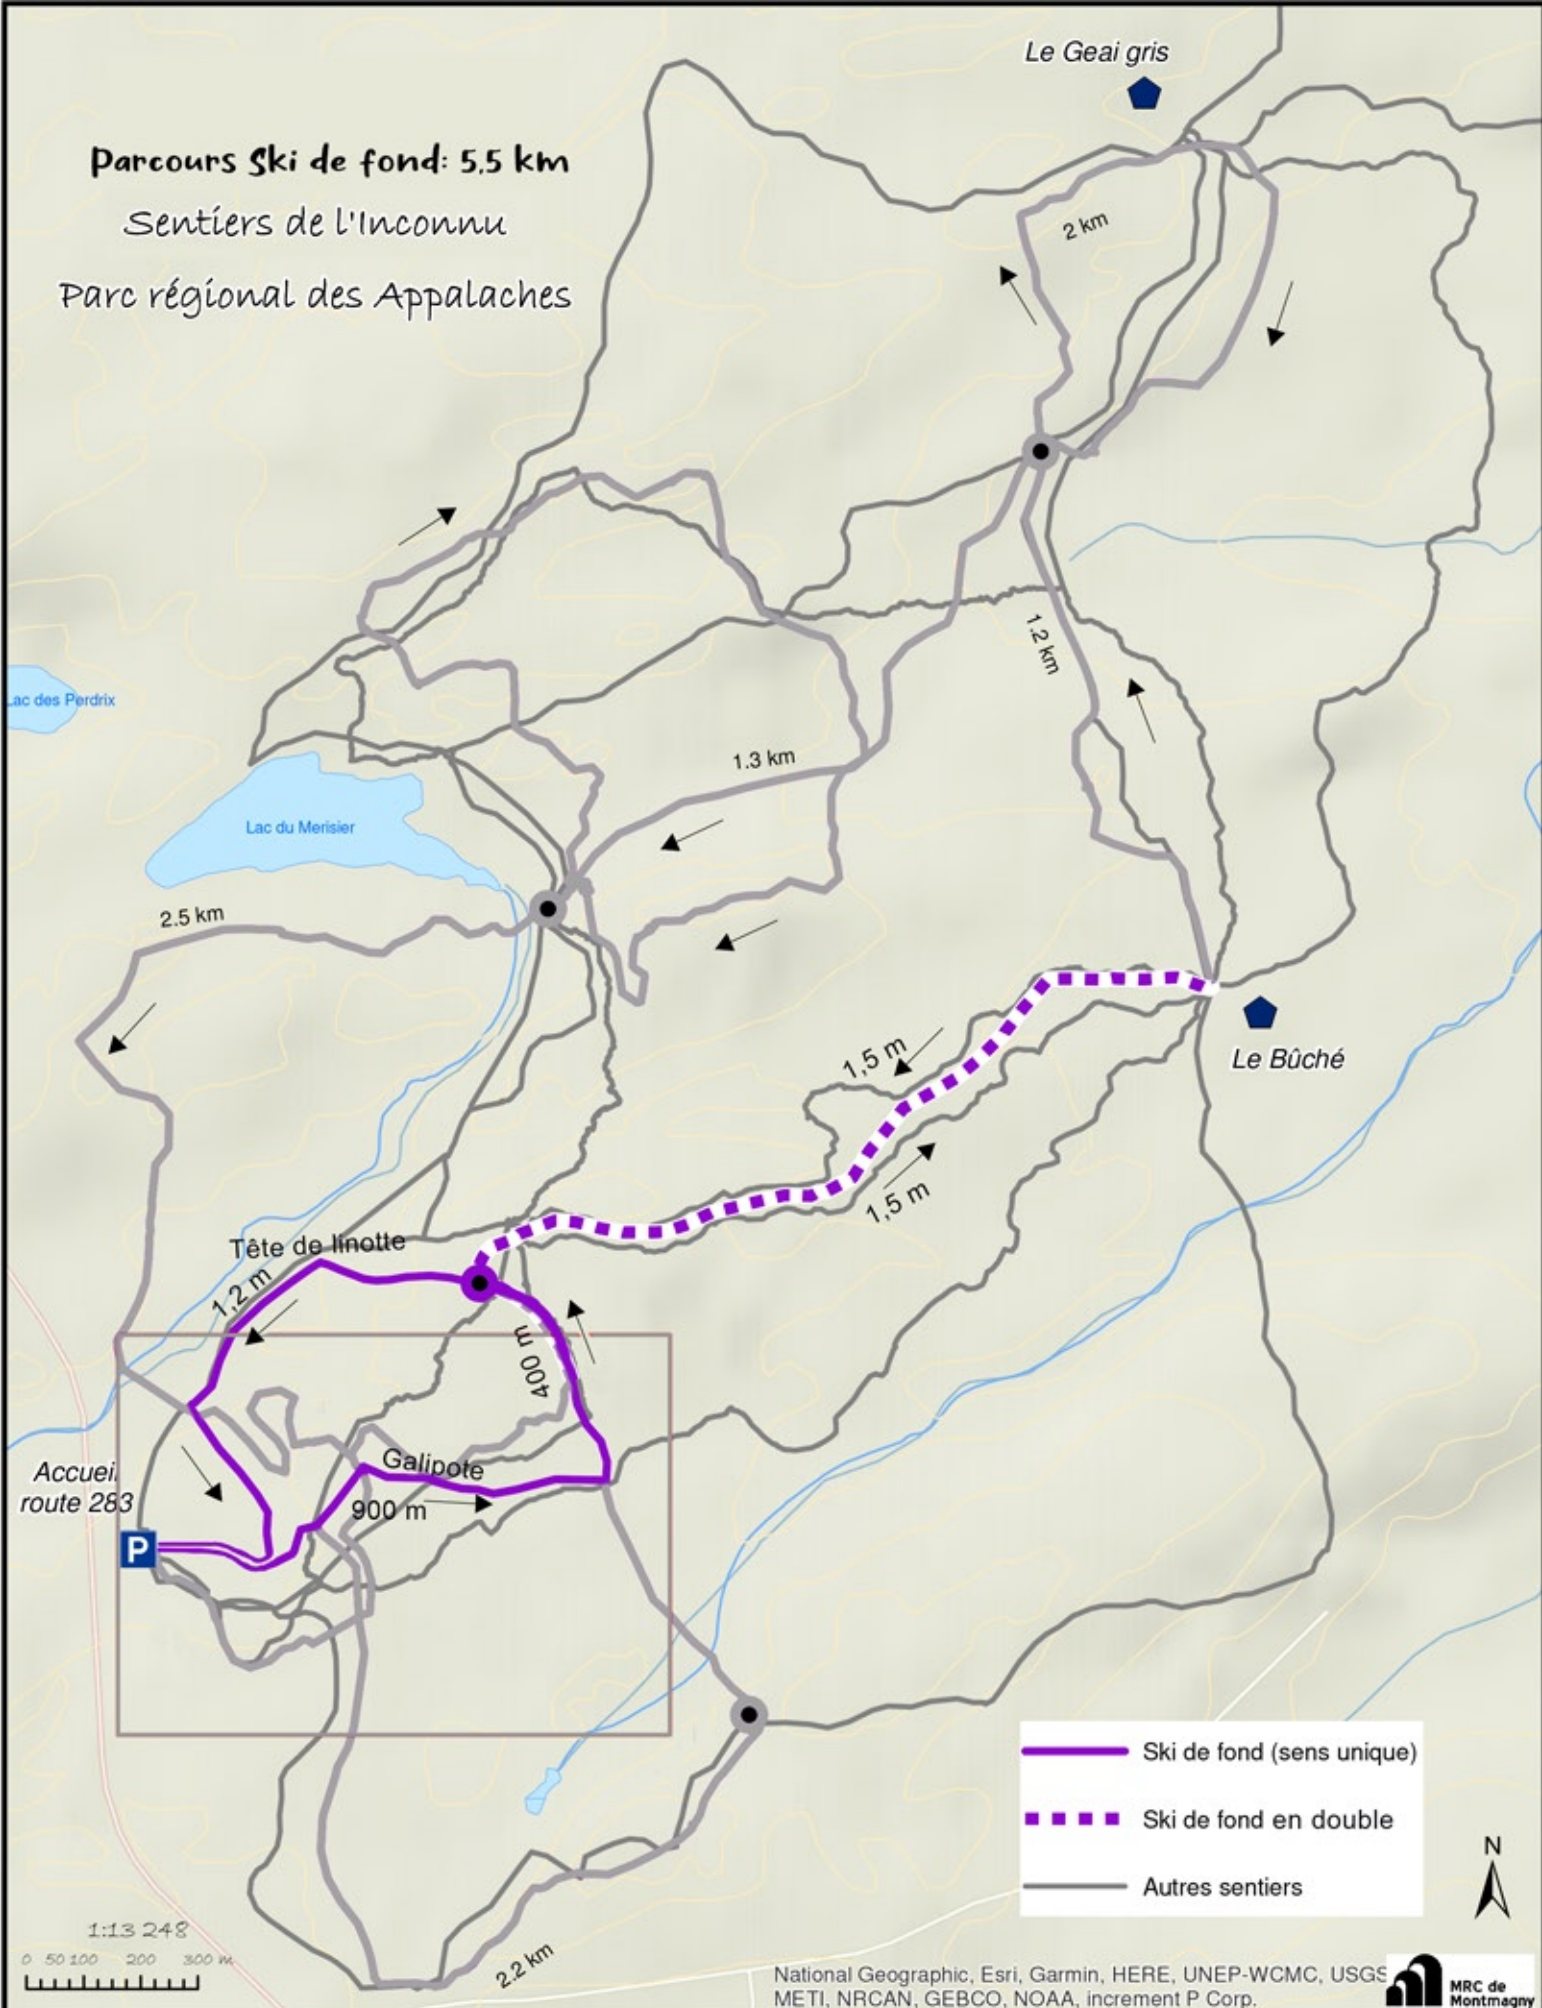 Le Geai gris
Parcours Ski de fond: 5,5 km
Sentiers de l'Inconnu
Parc régional des Appalaches
2 km
1.2 km
Lac des Perdrix
1.3 km
Lac du Merisier
2.5 km
Le Bûché
1,5 m
1,5 m
Tête de linotte
1,2 m
400 m
Galipote
900 m
Accueil
route 283
P
Ski de fond (sens unique)
Ski de fond en double
Autres sentiers
N
1:13 248
0 50 100 200 300 m
2.2 km
National Geographic, Esri, Garmin, HERE, UNEP-WCMC, USGS
METI, NRCAN, GEBCO, NOAA, increment P Corp.
MRC de
Montmagny